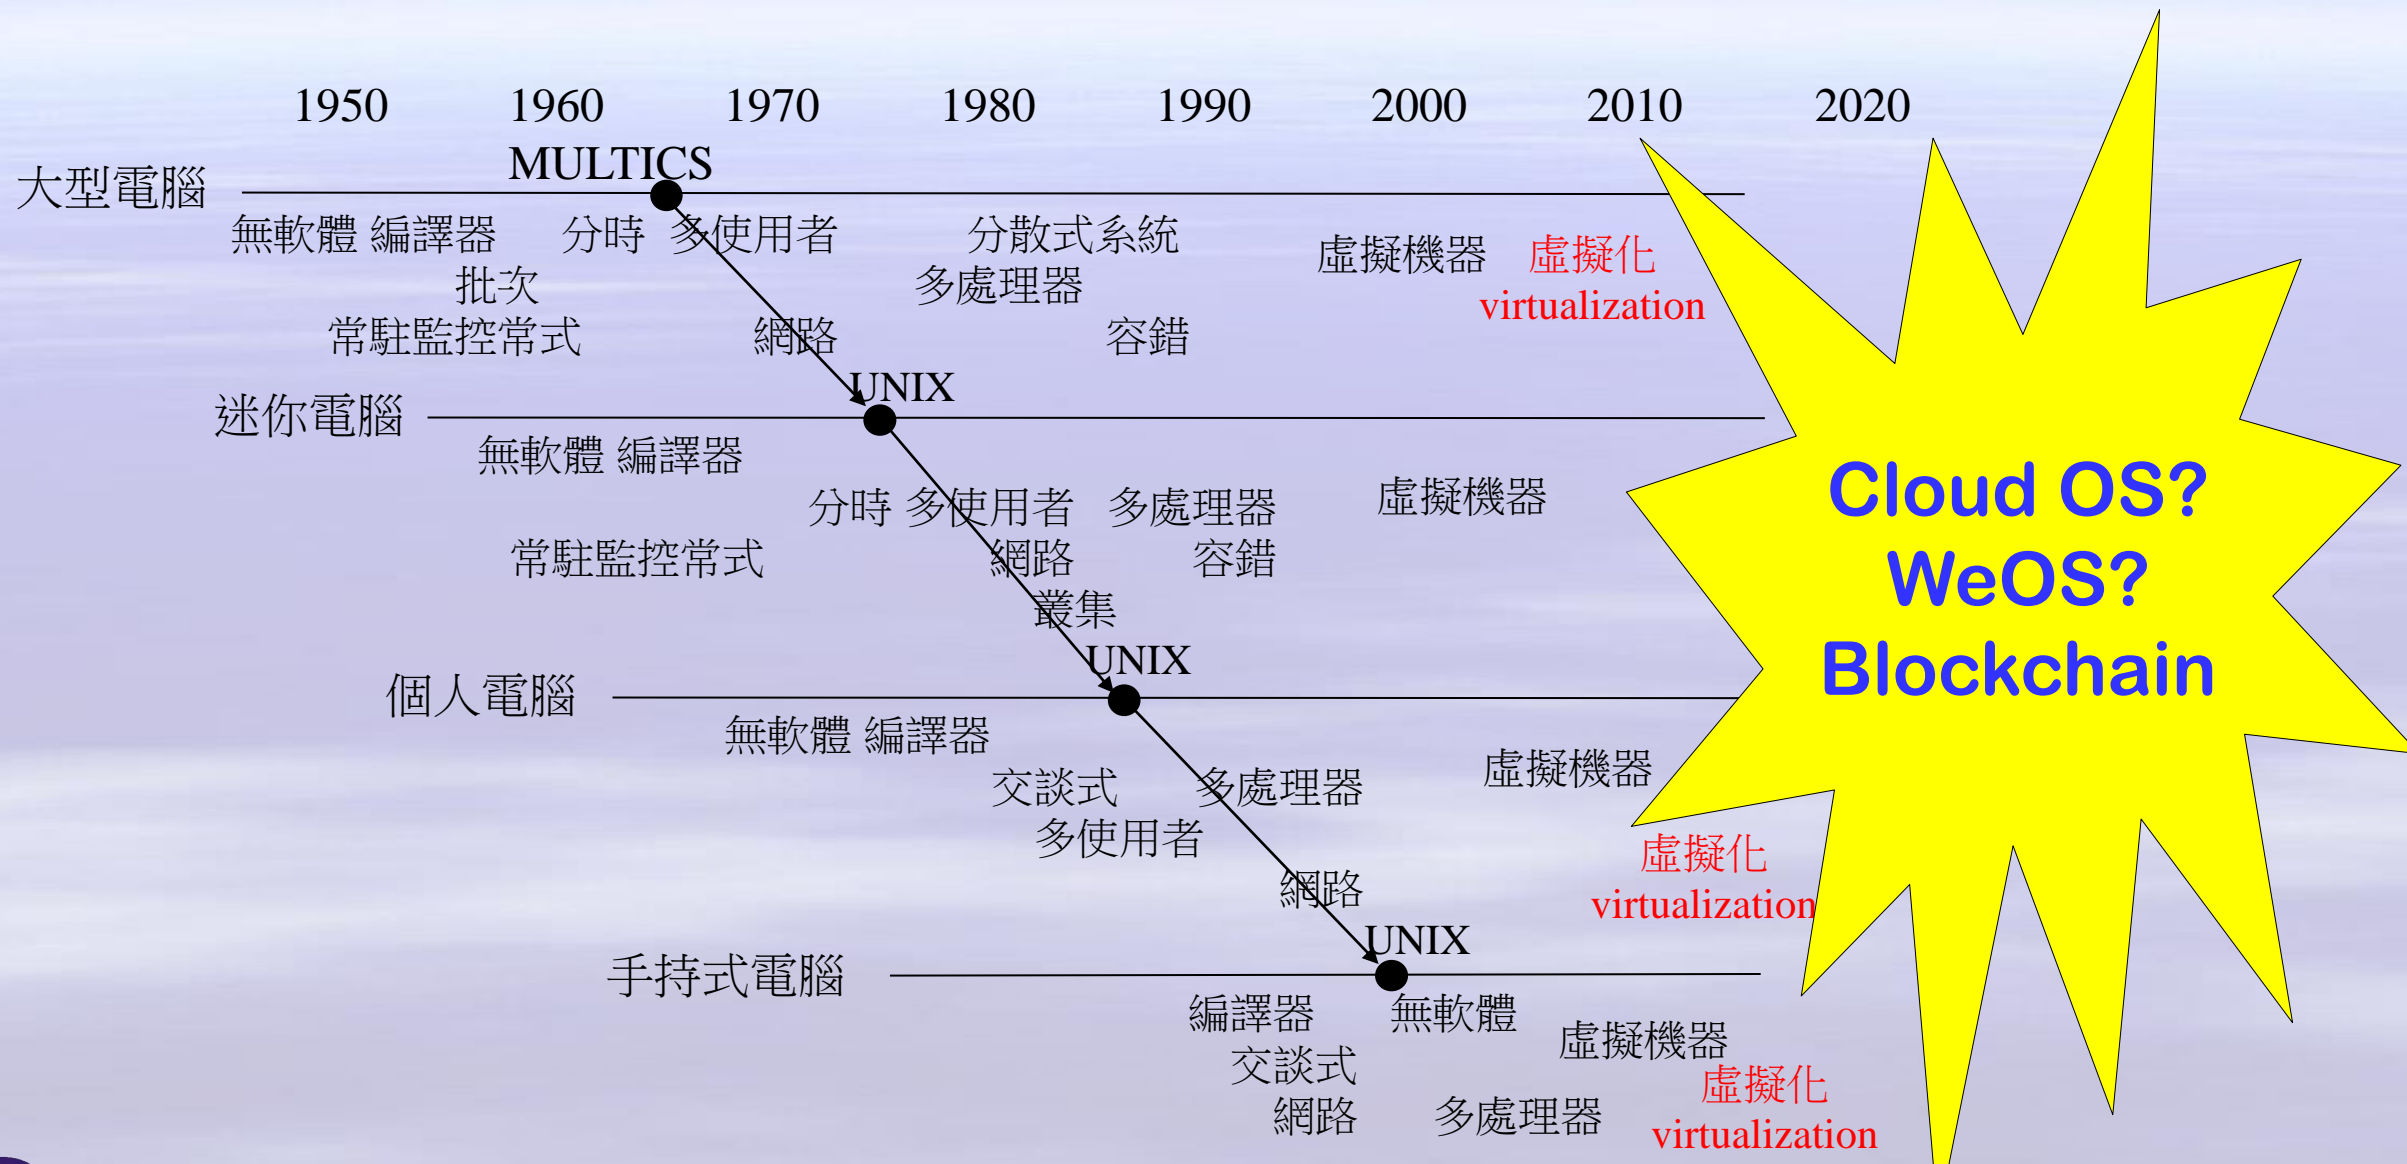 1950 1960 1970 1980 1990 2000 2010 2020
MULTICS
大型電腦
無軟體 編譯器 分時 多使用者 分散式系統
虛擬機器 虛擬化
批次 多處理器
virtualization
常駐監控常式 網路 容錯
UNIX
迷你電腦
無軟體 編譯器
虛擬機器
分時 多使用者 多處理器
常駐監控常式 網路 容錯
叢集
UNIX
個人電腦
無軟體 編譯器
虛擬機器
交談式 多處理器
多使用者
虛擬化
網路
virtualization
UNIX
手持式電腦
編譯器 無軟體
虛擬機器
交談式
虛擬化
網路 多處理器
virtualization
Cloud OS?
WeOS?
Blockchain